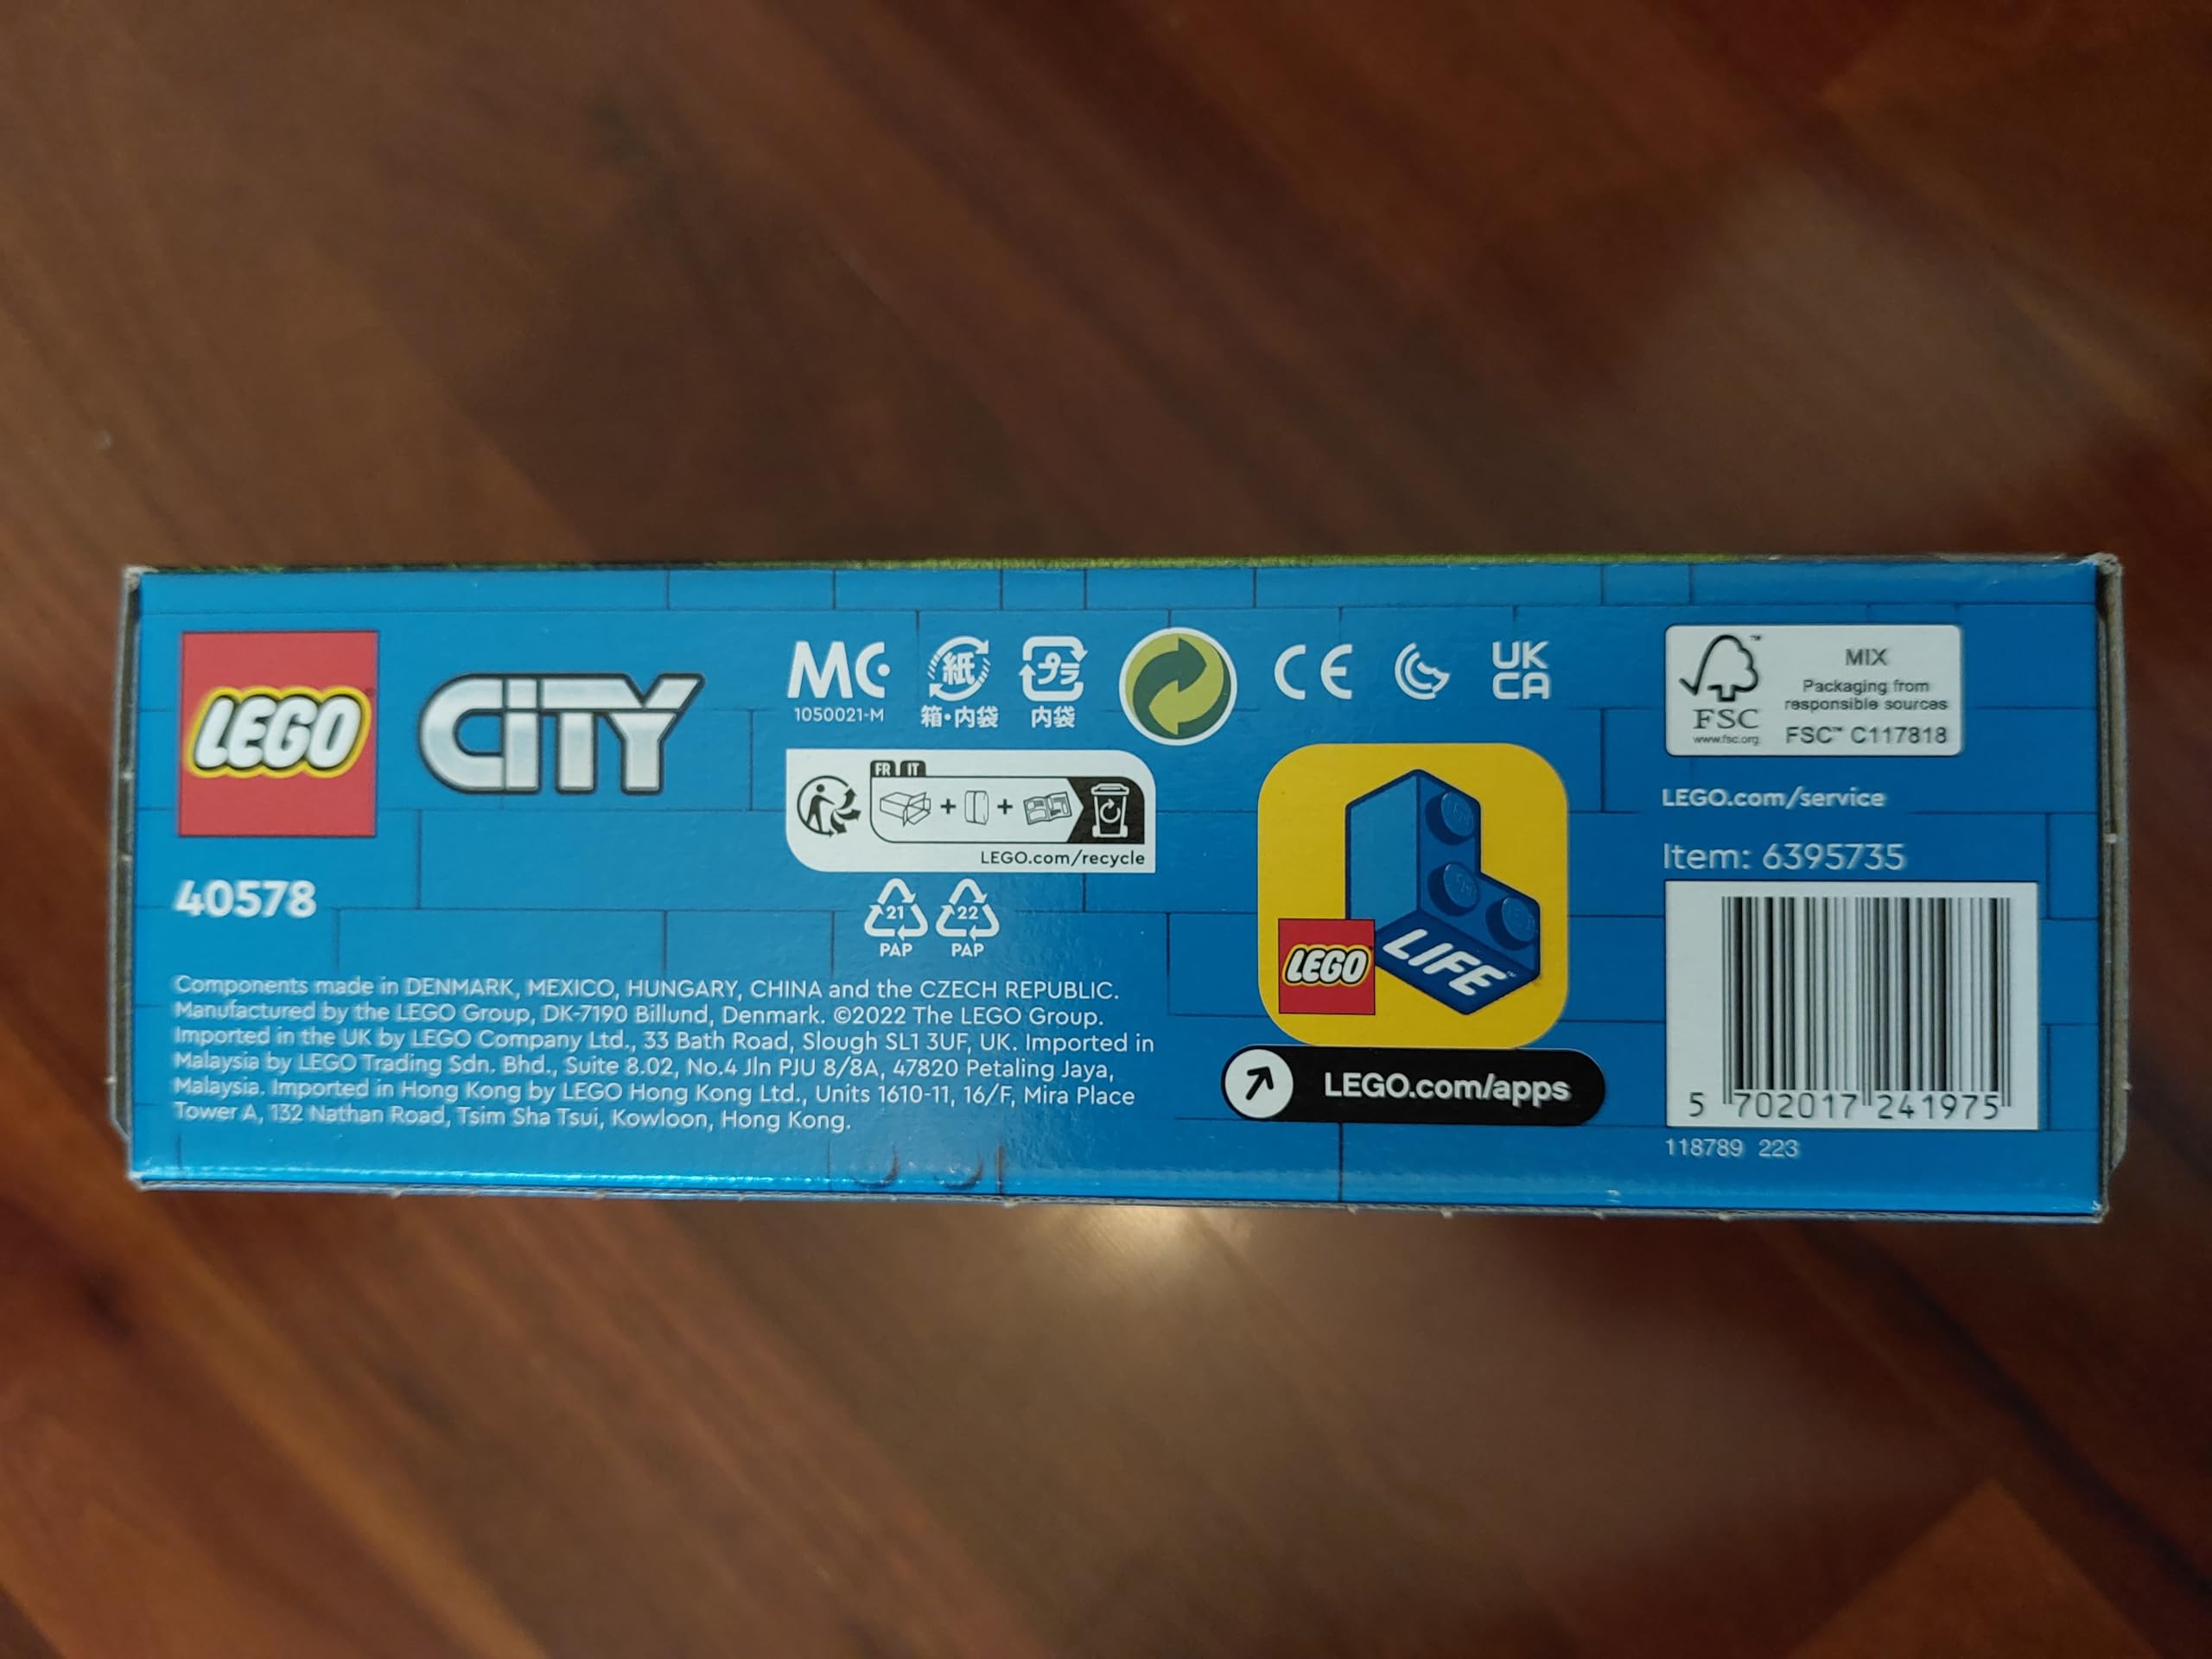 LEGO
CITY
40578
Components made in DENMARK, MEXICO, HUNGARY, CHINA and the CZECH REPUBLIC.
Manufactured by the LEGO Group, DK-7190 Billund, Denmark. ©2022 The LEGO Group.
Imported in the UK by LEGO Company Ltd., 33 Bath Road, Slough SL1 3UF, UK. Imported in
Malaysia by LEGO Trading Sdn. Bhd., Suite 8.02, No.4 Jln PJU 8/8A, 47820 Petaling Jaya,
Malaysia. Imported in Hong Kong by LEGO Hong Kong Ltd., Units 1610-11, 16/F, Mira Place
Tower A, 132 Nathan Road, Tsim Sha Tsui, Kowloon, Hong Kong.
MC
1050021-M
紙
箱・内袋
プラ
内袋
CE
UK
CA
FR IT
LEGO.com/recycle
21
PAP
22
PAP
LEGO
LIFE™
LEGO.com/apps
FSC
www.fsc.org
MIX
Packaging from
responsible sources
FSC™ C117818
LEGO.com/service
Item: 6395735
5 702017 241975
118789 223